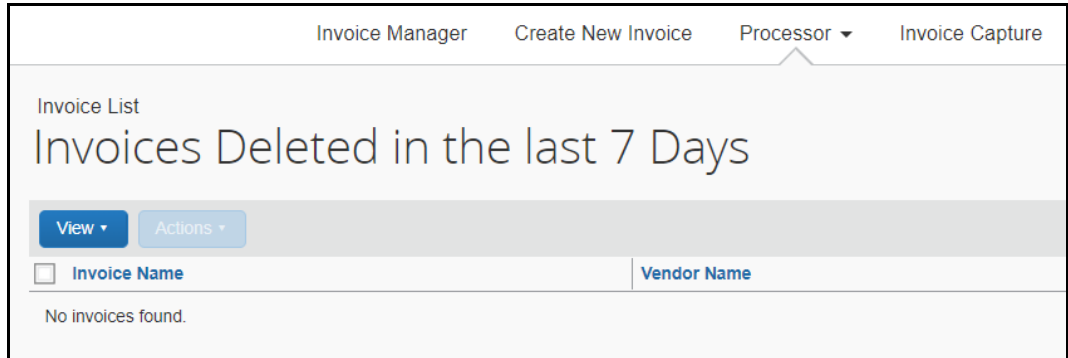 Invoice Manager Create New Invoice Processor Invoice Capture
Invoice List
Invoices Deleted in the last 7 Days
View Actions
Invoice Name Vendor Name
No invoices found.